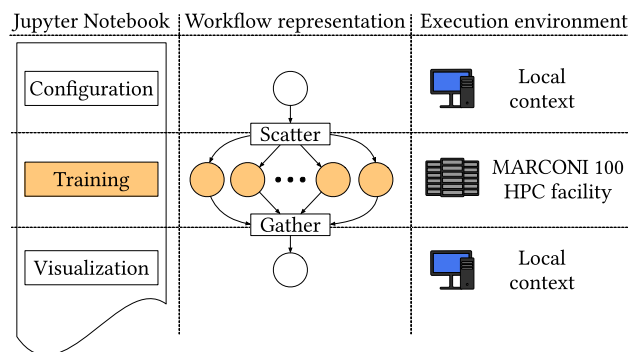 Jupyter Notebook
Workflow representation
Execution environment
Configuration
Local
context
Scatter
Training
MARCONI 100
HPC facility
Gather
Visualization
Local
context